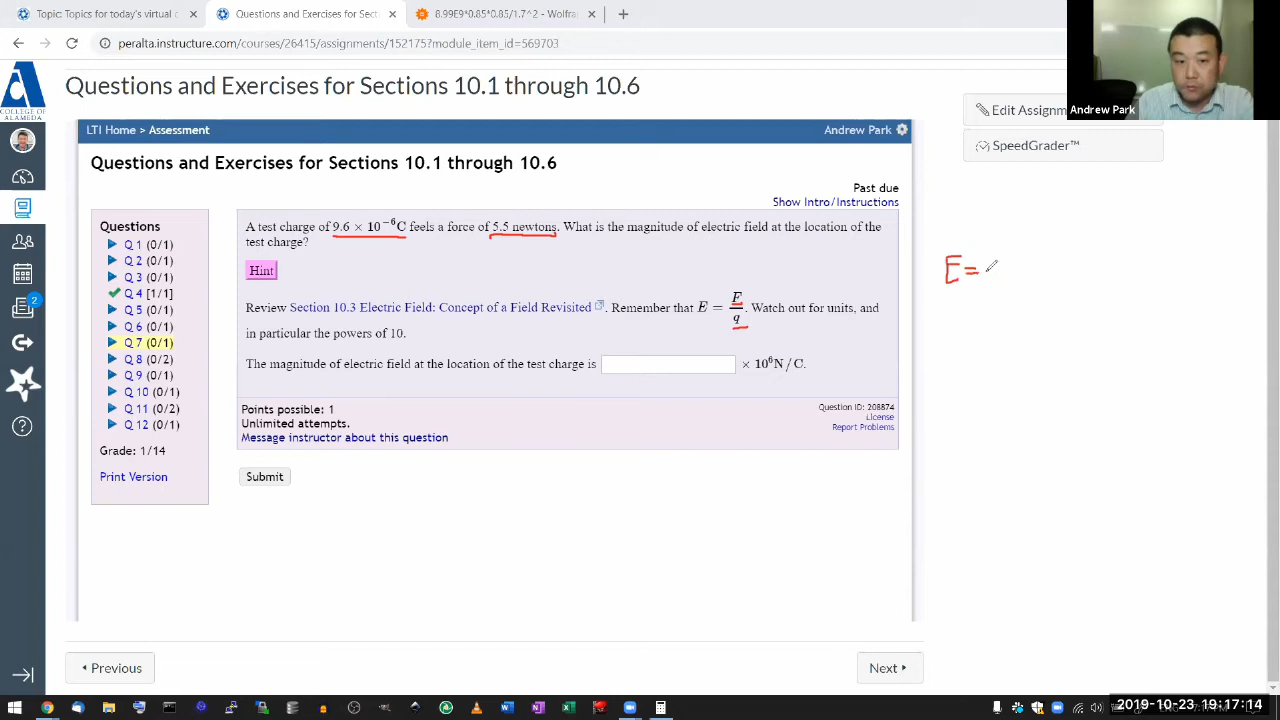 Topic: Topics for today's virtual c
Questions and Exercises for Sect
8.99E9*0.85*0.85/1.7^2 - Wolfra
peralta.instructure.com/courses/26415/assignments/152175?module_item_id=569703
COLLEGE OF
ALAMEDA
2
Questions and Exercises for Sections 10.1 through 10.6
Andrew Park
Edit Assignm
SpeedGrader™
LTI Home > Assessment
Andrew Park
Questions and Exercises for Sections 10.1 through 10.6
Past due
Show Intro/Instructions
Questions
Q 1 (0/1)
Q 2 (0/1)
Q 3 (0/1)
Q 4 [1/1]
Q 5 (0/1)
Q 6 (0/1)
Q 7 (0/1)
Q 8 (0/2)
Q 9 (0/1)
Q 10 (0/1)
Q 11 (0/2)
Q 12 (0/1)
Grade: 1/14
Print Version
A test charge of 9.6 × 10⁻⁶C feels a force of 5.5 newtons. What is the magnitude of electric field at the location of the
test charge?
Hint
Review Section 10.3 Electric Field: Concept of a Field Revisited. Remember that E = F/q. Watch out for units, and
in particular the powers of 10.
The magnitude of electric field at the location of the test charge is × 10⁶N/C.
Points possible: 1
Unlimited attempts.
Message instructor about this question
Question ID: 208874
License
Report Problems
Submit
E=
Previous
Next
2019-10-23 19:17:14